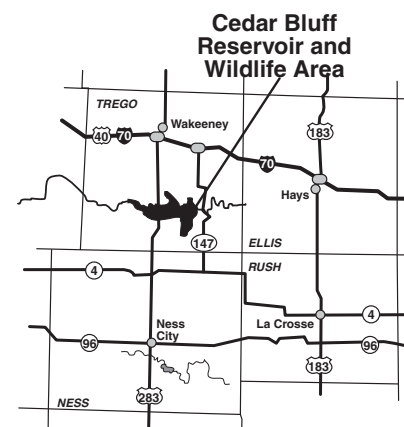 Cedar Bluff
Reservoir and
Wildlife Area
TREGO
Wakeeney
40
70
183
70
Hays
147
ELLIS
RUSH
4
Ness
City
La Crosse
4
96
96
183
283
NESS